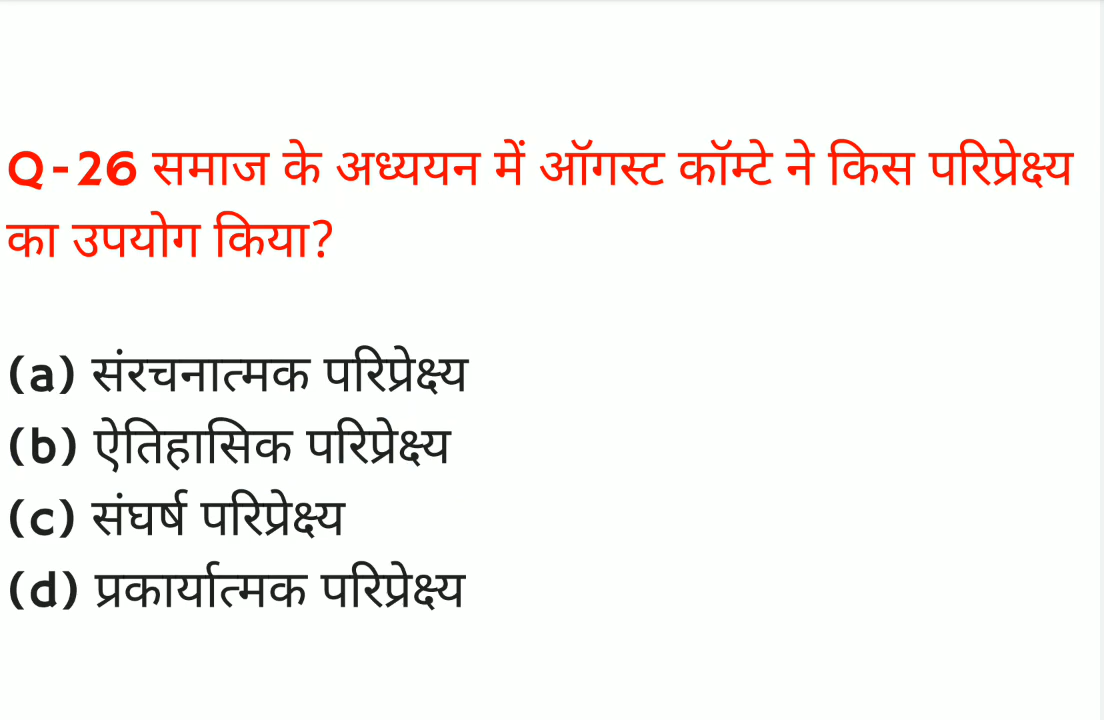 Q-26 समाज के अध्ययन में ऑगस्ट कॉम्टे ने किस परिप्रेक्ष्य
का उपयोग किया?
(a) संरचनात्मक परिप्रेक्ष्य
(b) ऐतिहासिक परिप्रेक्ष्य
(c) संघर्ष परिप्रेक्ष्य
(d) प्रकार्यात्मक परिप्रेक्ष्य